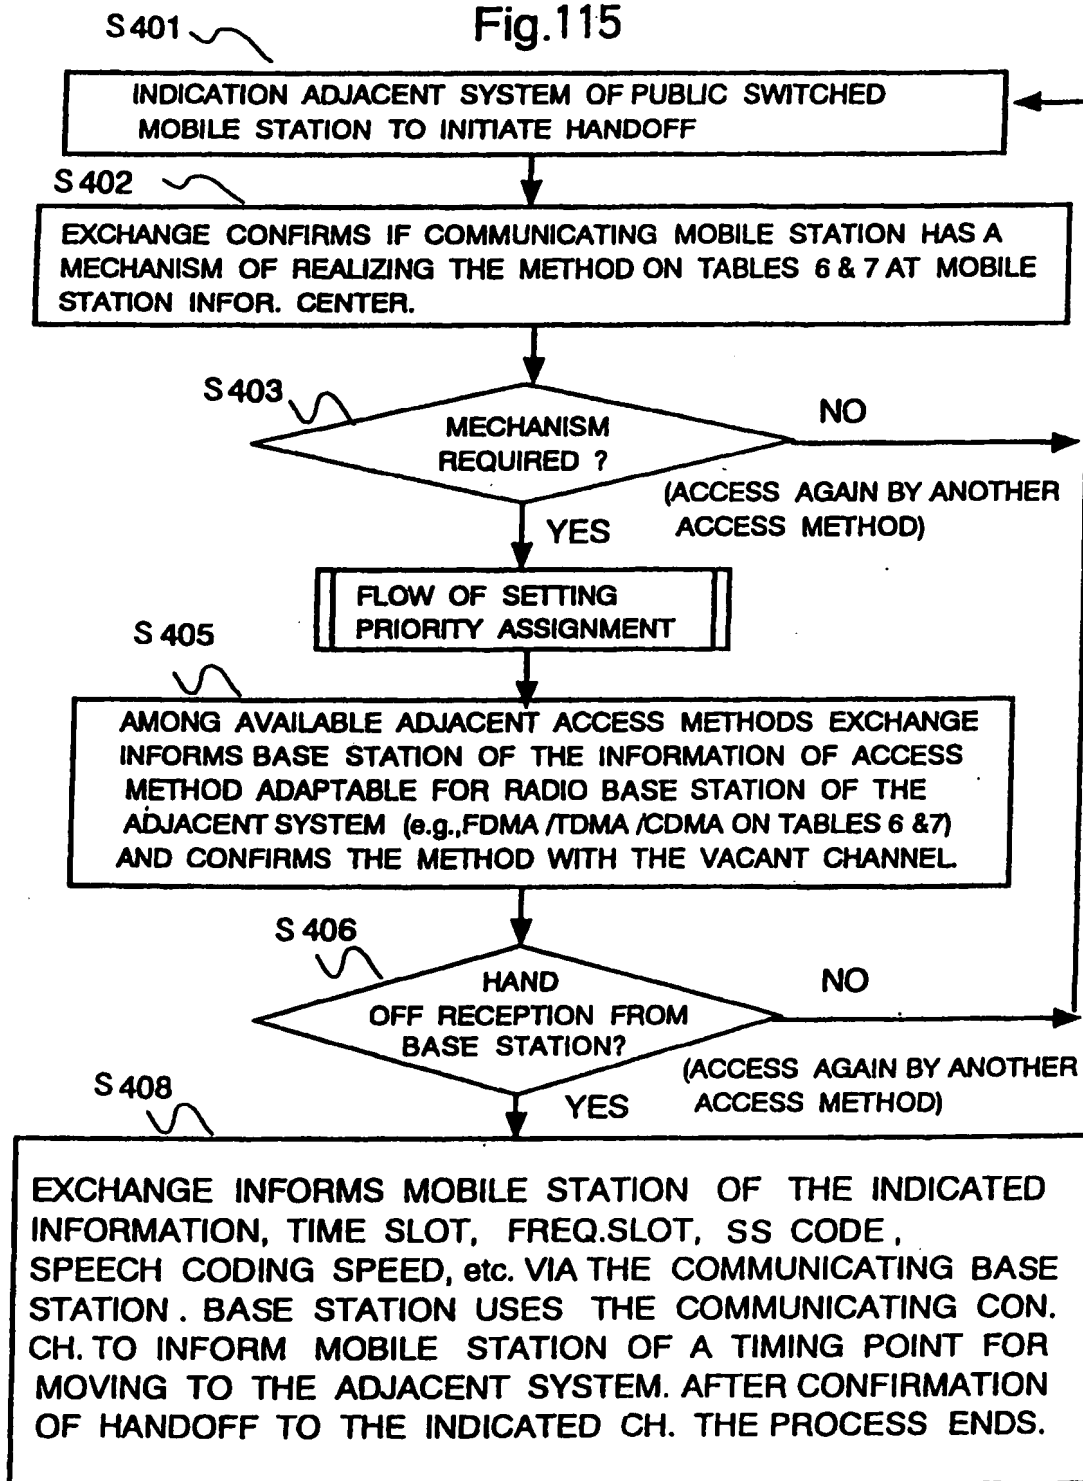 Fig.115
S 401
INDICATION ADJACENT SYSTEM OF PUBLIC SWITCHED
MOBILE STATION TO INITIATE HANDOFF
S 402
EXCHANGE CONFIRMS IF COMMUNICATING MOBILE STATION HAS A
MECHANISM OF REALIZING THE METHOD ON TABLES 6 & 7 AT MOBILE
STATION INFOR. CENTER.
S 403
MECHANISM
REQUIRED ?
NO
(ACCESS AGAIN BY ANOTHER
ACCESS METHOD)
YES
FLOW OF SETTING
PRIORITY ASSIGNMENT
S 405
AMONG AVAILABLE ADJACENT ACCESS METHODS EXCHANGE
INFORMS BASE STATION OF THE INFORMATION OF ACCESS
METHOD ADAPTABLE FOR RADIO BASE STATION OF THE
ADJACENT SYSTEM (e.g.,FDMA /TDMA /CDMA ON TABLES 6 &7)
AND CONFIRMS THE METHOD WITH THE VACANT CHANNEL.
S 406
HAND
OFF RECEPTION FROM
BASE STATION?
NO
(ACCESS AGAIN BY ANOTHER
ACCESS METHOD)
YES
S 408
EXCHANGE INFORMS MOBILE STATION OF THE INDICATED
INFORMATION, TIME SLOT, FREQ.SLOT, SS CODE,
SPEECH CODING SPEED, etc. VIA THE COMMUNICATING BASE
STATION. BASE STATION USES THE COMMUNICATING CON.
CH. TO INFORM MOBILE STATION OF A TIMING POINT FOR
MOVING TO THE ADJACENT SYSTEM. AFTER CONFIRMATION
OF HANDOFF TO THE INDICATED CH. THE PROCESS ENDS.